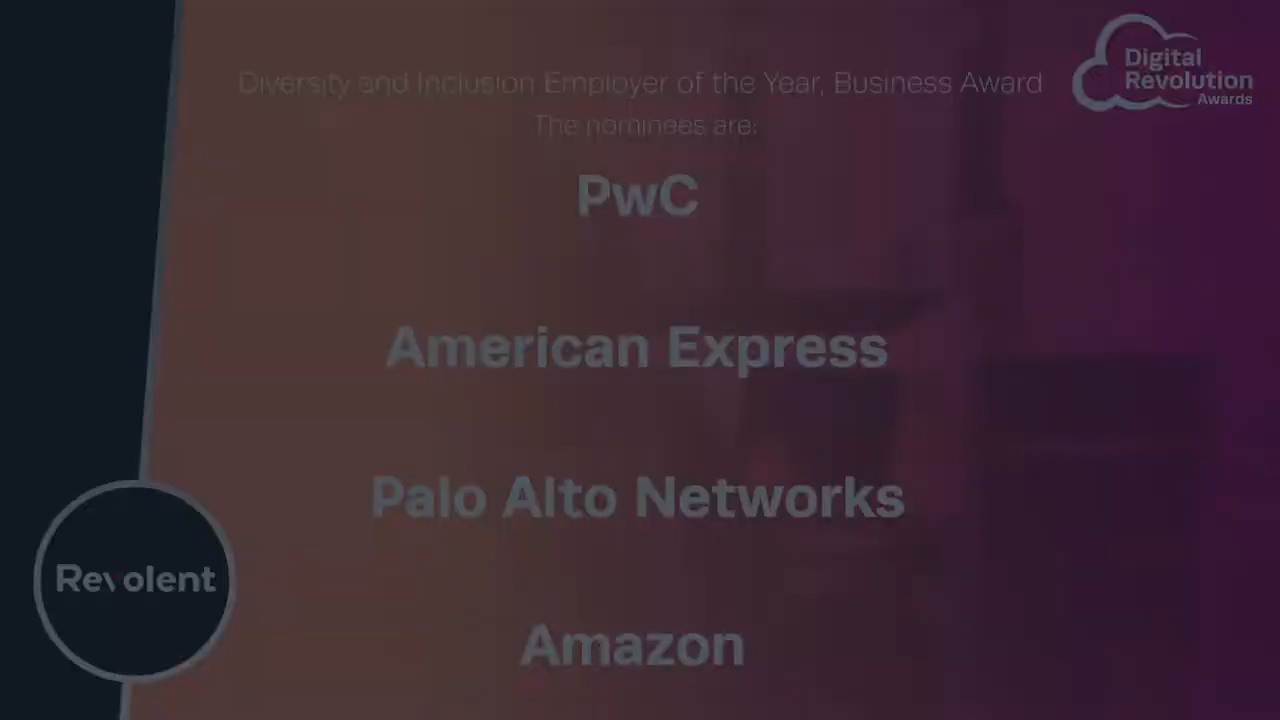 Digital
Revolution
Awards
Diversity and Inclusion Employer of the Year, Business Award
The nominees are:
PwC
American Express
Palo Alto Networks
Amazon
Revolent